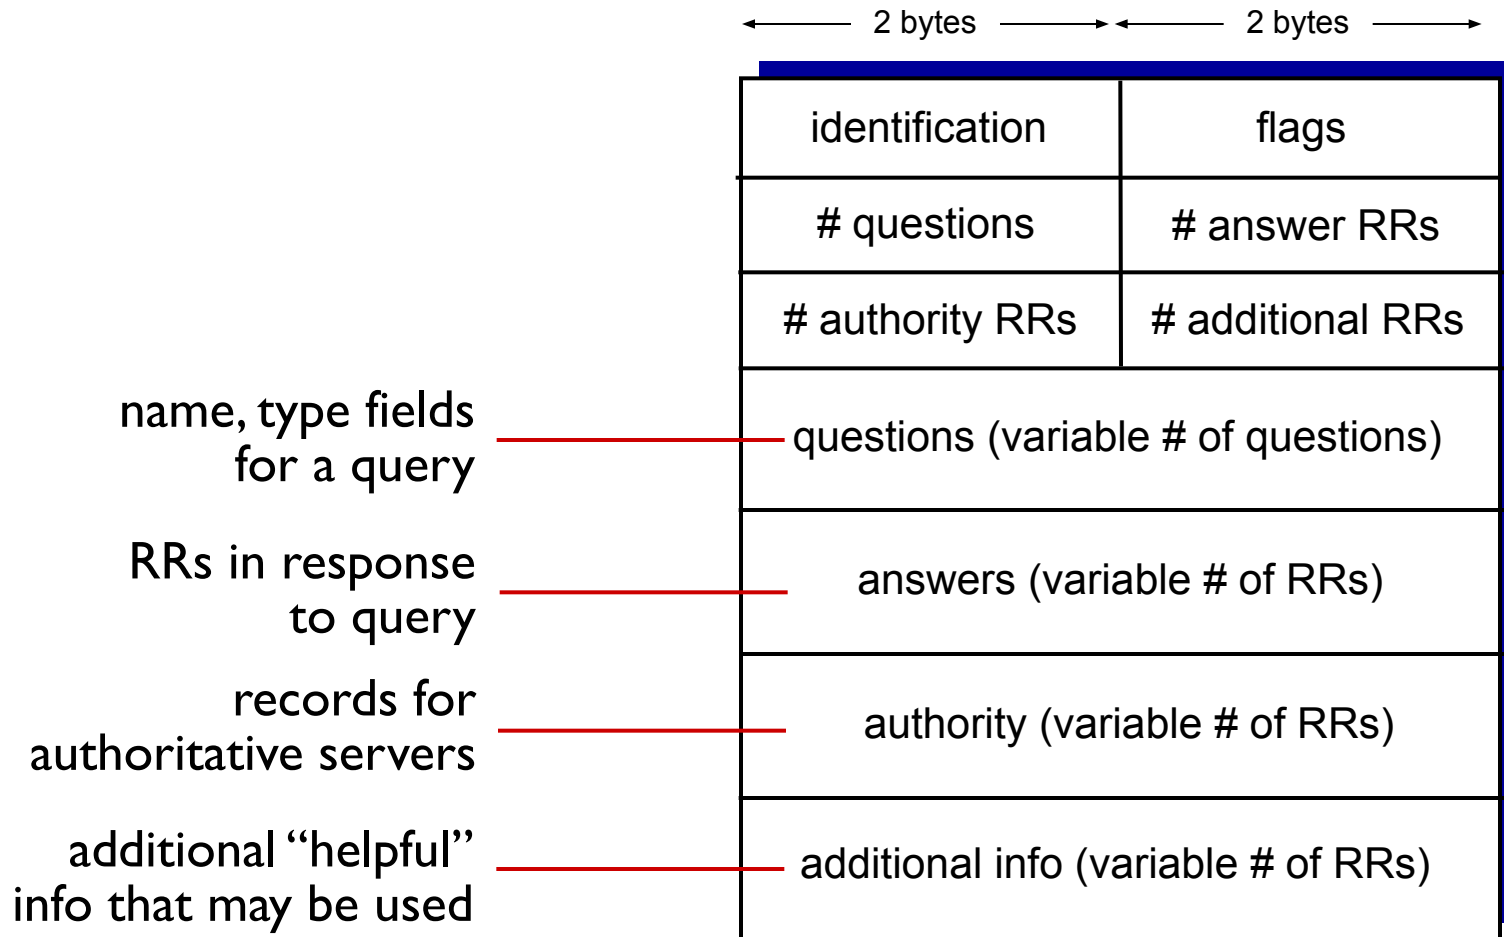 2 bytes 2 bytes
identification flags
# questions # answer RRs
# authority RRs # additional RRs
name, type fields
for a query
questions (variable # of questions)
RRs in response
to query
answers (variable # of RRs)
records for
authoritative servers
authority (variable # of RRs)
additional “helpful”
info that may be used
additional info (variable # of RRs)